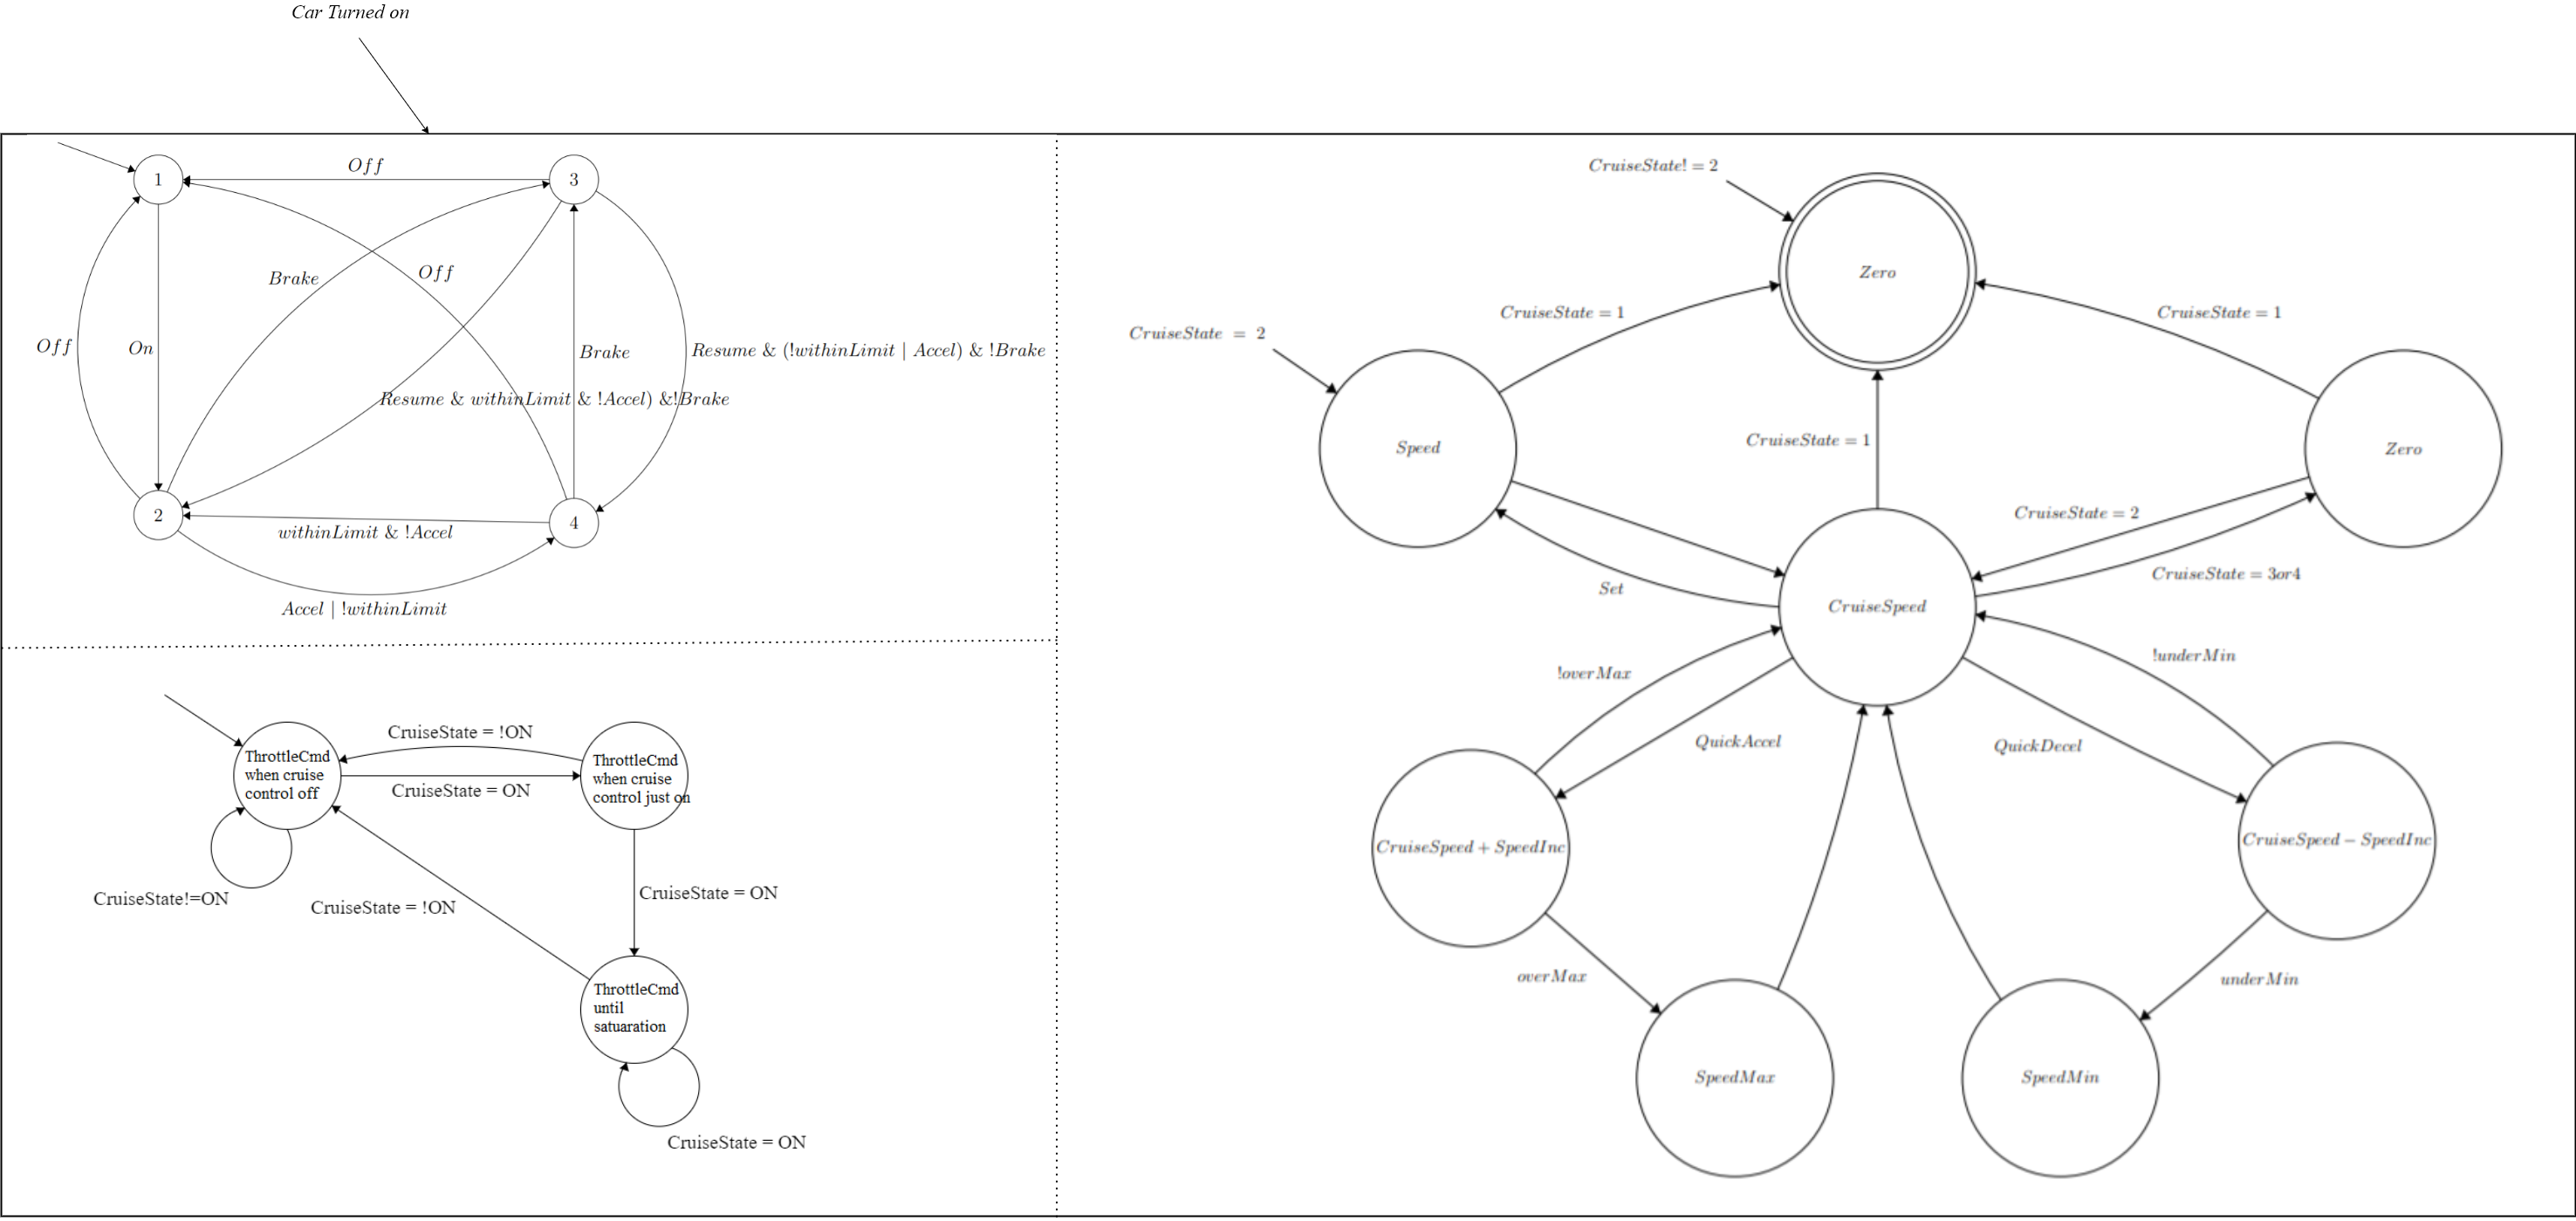 Car Turned on
1
Off
3
Brake
Off
Off
On
Brake
Resume & (!withinLimit | Accel) & !Brake
Resume & withinLimit & !Accel) &!Brake
2
4
withinLimit & !Accel
Accel | !withinLimit
CruiseState = !ON
ThrottleCmd
when cruise
control off
CruiseState = ON
ThrottleCmd
when cruise
control just on
CruiseState!=ON
CruiseState = !ON
CruiseState = ON
ThrottleCmd
until
satuaration
CruiseState = ON
CruiseState! = 2
Zero
CruiseState = 1
CruiseState = 1
CruiseState = 2
Speed
CruiseState = 1
Zero
CruiseState = 2
CruiseState = 3or4
Set
CruiseSpeed
!overMax
!underMin
QuickAccel
QuickDecel
CruiseSpeed + SpeedInc
CruiseSpeed − SpeedInc
overMax
underMin
SpeedMax
SpeedMin